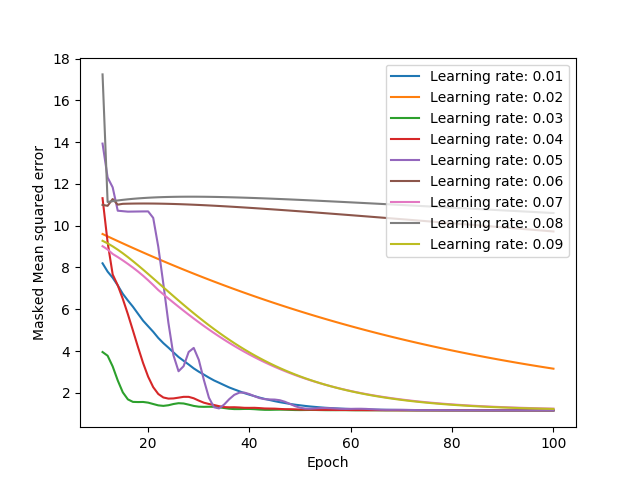 18
16
14
12
10
8
6
4
2
Masked Mean squared error
20
40
60
80
100
Epoch
Learning rate: 0.01
Learning rate: 0.02
Learning rate: 0.03
Learning rate: 0.04
Learning rate: 0.05
Learning rate: 0.06
Learning rate: 0.07
Learning rate: 0.08
Learning rate: 0.09